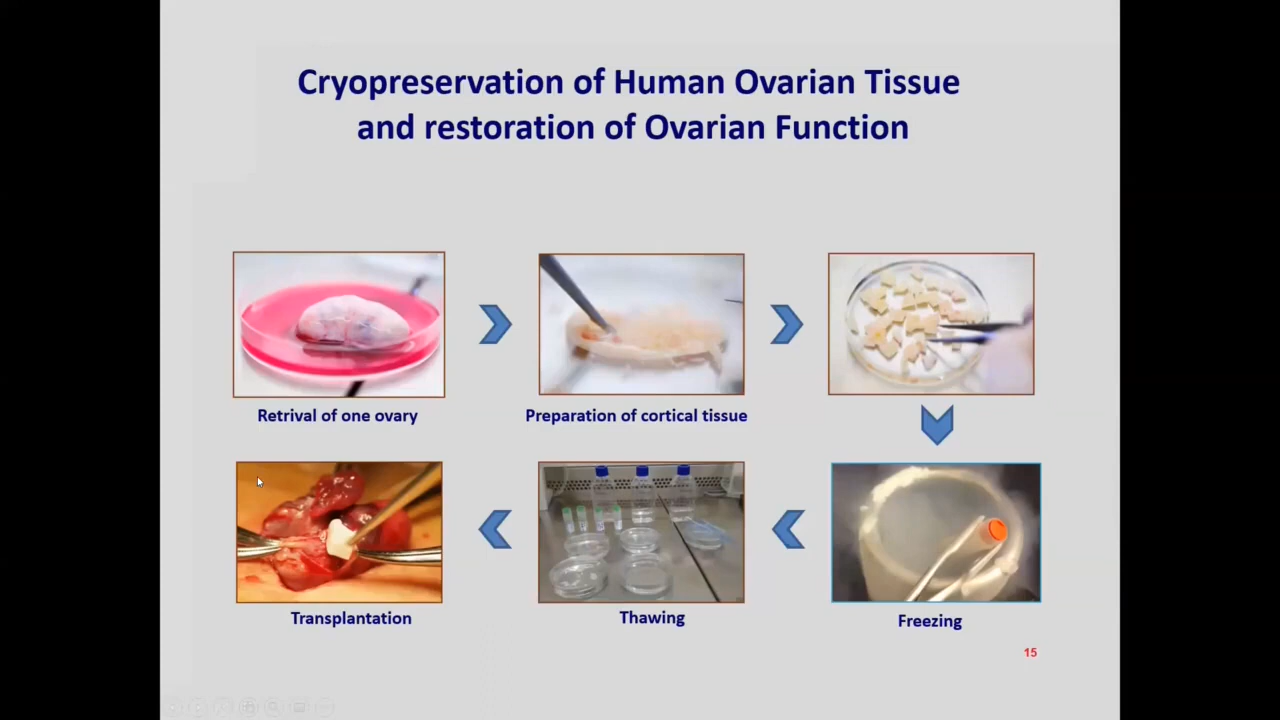 Cryopreservation of Human Ovarian Tissue
and restoration of Ovarian Function
Retrival of one ovary
Preparation of cortical tissue
Transplantation
Thawing
Freezing
15